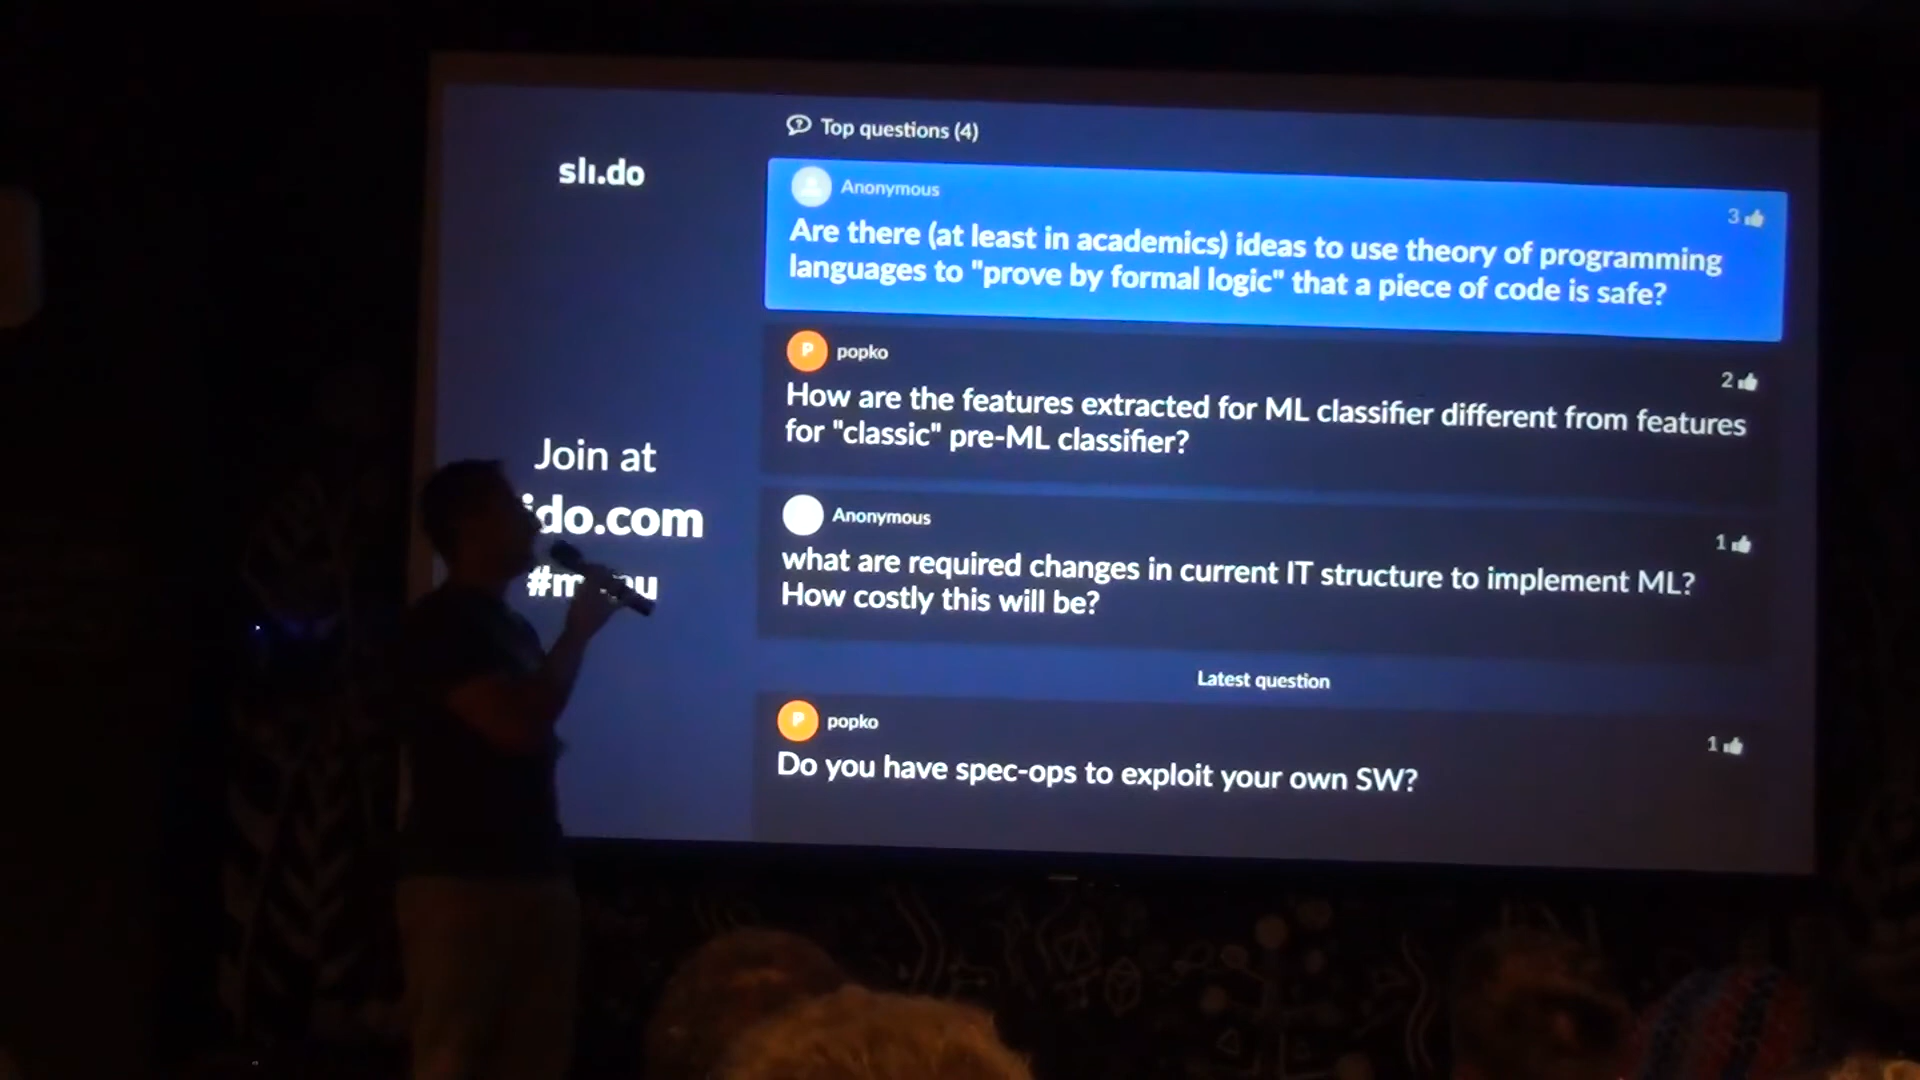 sli.do
Join at
do.com
Top questions (4)
Anonymous
3
Are there (at least in academics) ideas to use theory of programming
languages to "prove by formal logic" that a piece of code is safe?
P
popko
2
How are the features extracted for ML classifier different from features
for "classic" pre-ML classifier?
Anonymous
1
what are required changes in current IT structure to implement ML?
How costly this will be?
Latest question
P
popko
1
Do you have spec-ops to exploit your own SW?